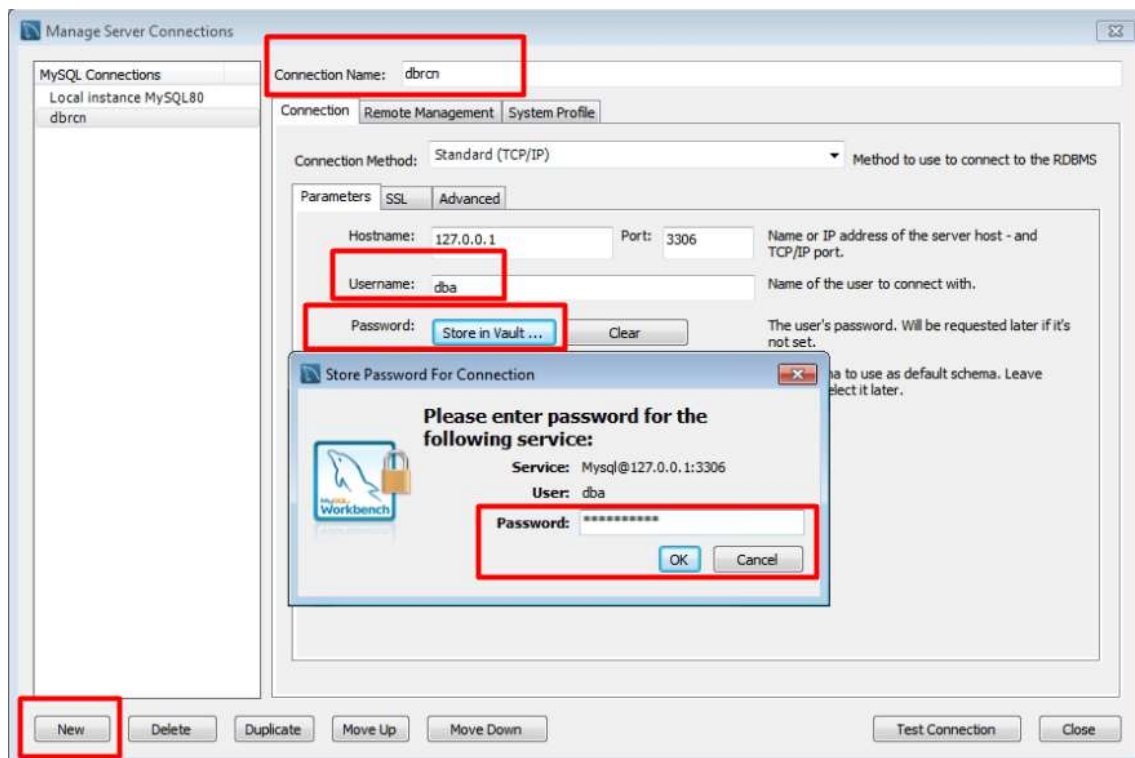 Manage Server Connections
MySQL Connections
Local instance MySQL80
dbrcn
Connection Name: dbrcn
Connection Remote Management System Profile
Connection Method: Standard (TCP/IP) Method to use to connect to the RDBMS
Parameters SSL Advanced
Hostname: 127.0.0.1 Port: 3306 Name or IP address of the server host - and
TCP/IP port.
Username: dba Name of the user to connect with.
Password: Store in Vault ... Clear The user's password. Will be requested later if it's
not set.
to use as default schema. Leave
it later.
Store Password For Connection
Please enter password for the
following service:
Service: Mysql@127.0.0.1:3306
User: dba
Password: **********
MySQL
Workbench
OK Cancel
New Delete Duplicate Move Up Move Down Test Connection Close